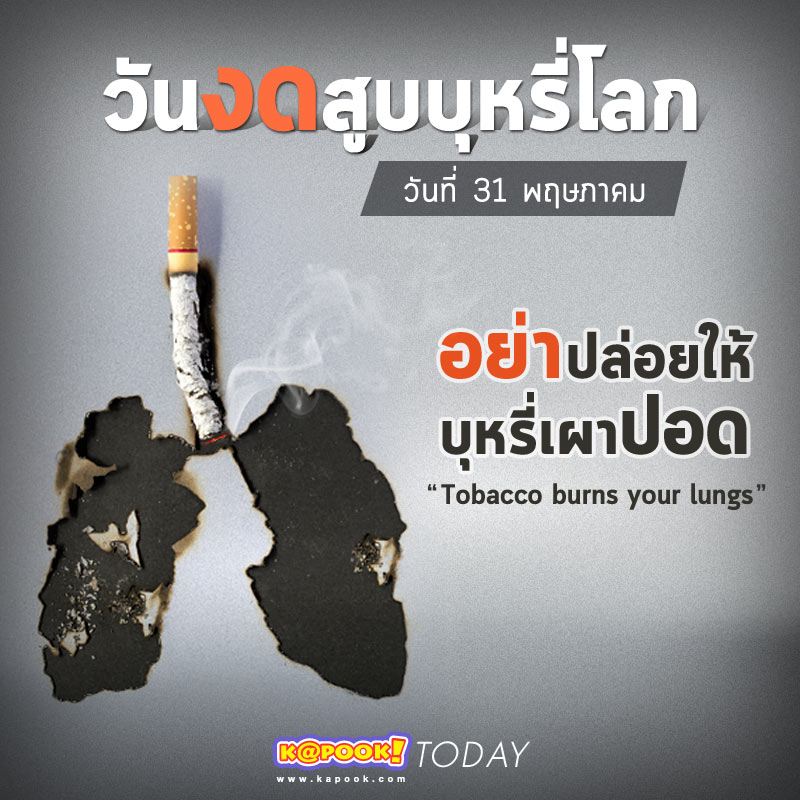 วันงดสูบบุหรี่โลก
วันที่ 31 พฤษภาคม
อย่าปล่อยให้
บุหรี่เผาปอด
“Tobacco burns your lungs”
K@POOK! TODAY
www.kapook.com